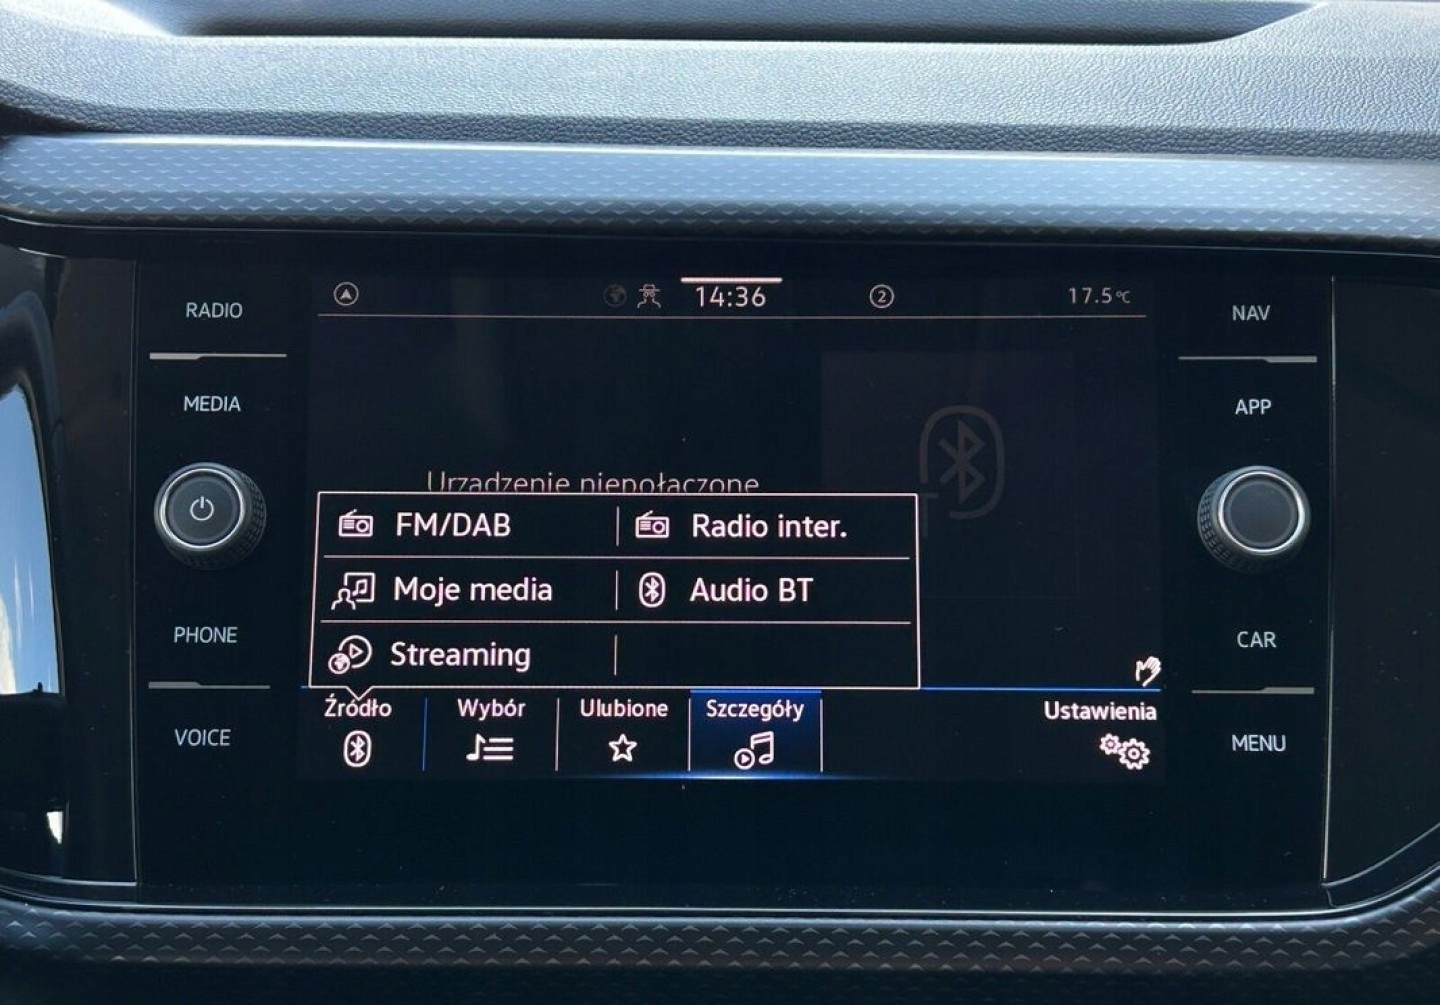 RADIO
MEDIA
PHONE
VOICE
14:36
2
17.5°C
Urządzenie niepołączone
FM/DAB
Radio inter.
Moje media
Audio BT
Streaming
Źródło
Wybór
Ulubione
Szczegóły
Ustawienia
NAV
APP
CAR
MENU